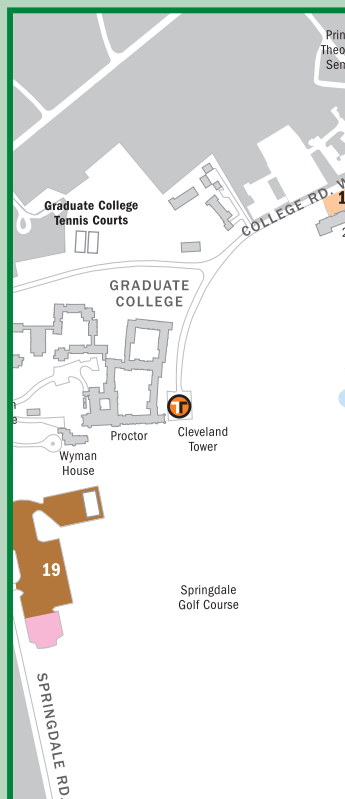 Graduate College
Tennis Courts
COLLEGE RD.
GRADUATE
COLLEGE
T
Proctor
Cleveland
Tower
Wyman
House
19
Springdale
Golf Course
SPRINGDALE RD.